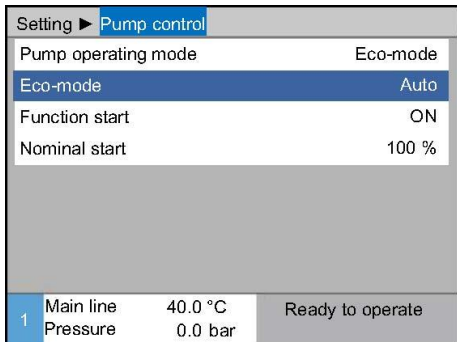 Setting ► Pump control
Pump operating mode Eco-mode
Eco-mode Auto
Function start ON
Nominal start 100 %
1 Main line 40.0 °C Ready to operate
Pressure 0.0 bar